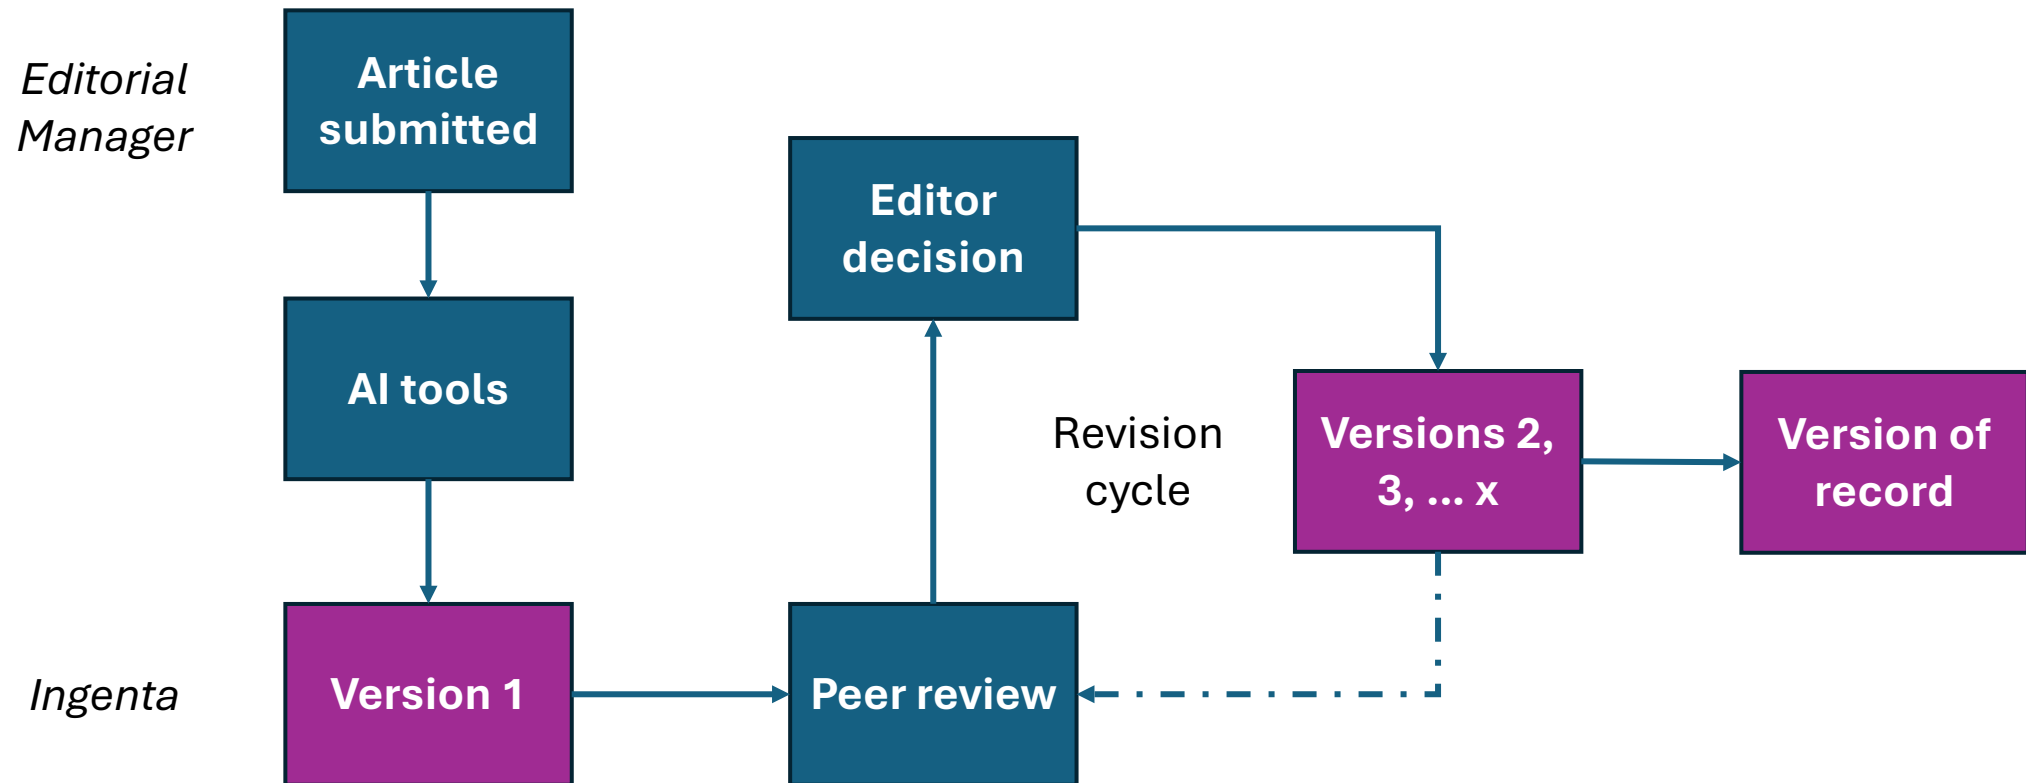 Editorial
Manager
Article
submitted
AI tools
Ingenta
Version 1
Peer review
Editor
decision
Revision
cycle
Versions 2,
3, ... x
Version of
record